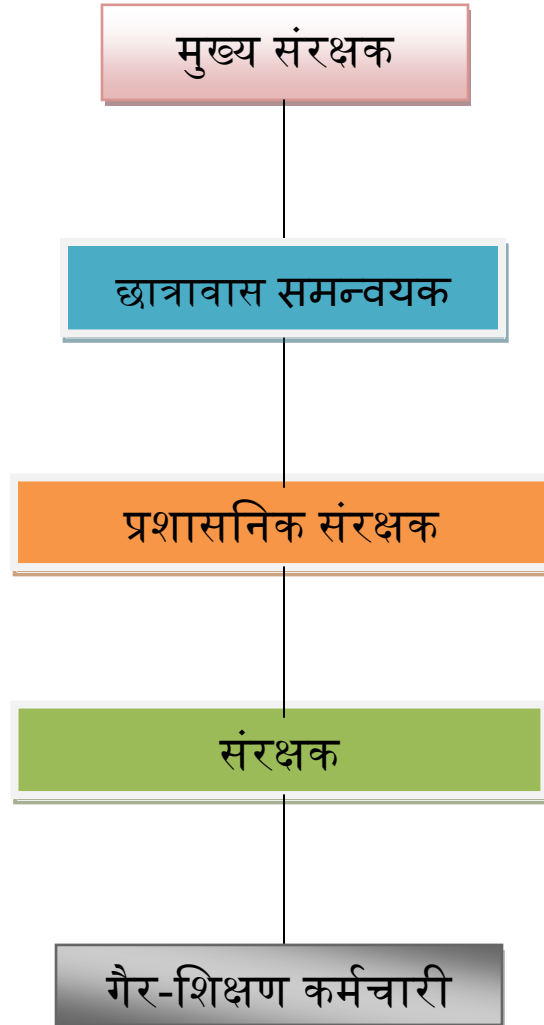 मुख्य संरक्षक
छात्रावास समन्वयक
प्रशासनिक संरक्षक
संरक्षक
गैर-शिक्षण कर्मचारी